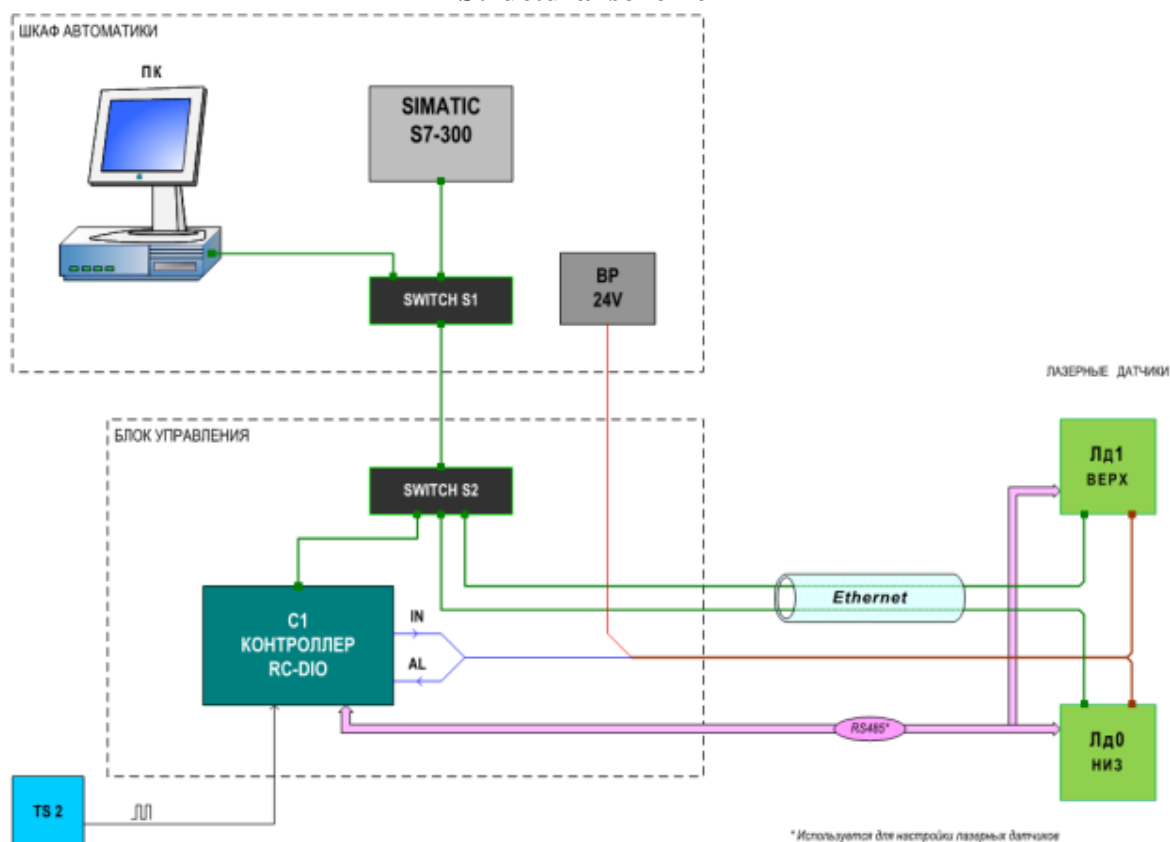 ШКАФ АВТОМАТИКИ
ПК
SIMATIC
S7-300
SWITCH S1
BP
24V
ЛАЗЕРНЫЕ ДАТЧИКИ
БЛОК УПРАВЛЕНИЯ
SWITCH S2
Лд1
ВЕРХ
Ethernet
C1
КОНТРОЛЛЕР
RC-DIO
IN
AL
RS485*
Лд0
НИЗ
TS 2
* Используется для настройки лазерных датчиков